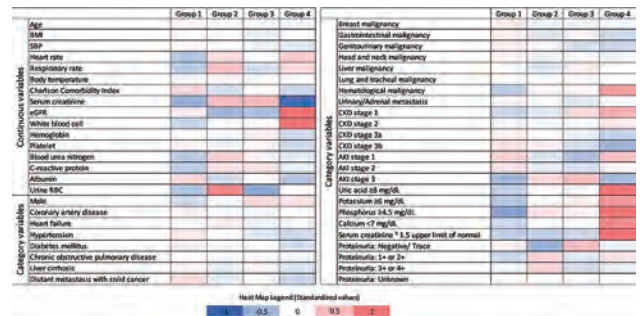 Group 1 Group 2 Group 3 Group 4
Continuous variables
Age
BMI
SBP
Heart rate
Respiratory rate
Body temperature
Charlson Comorbidity Index
Serum creatinine
eGFR
White blood cell
Hemoglobin
Platelet
Blood urea nitrogen
C-reactive protein
Albumin
Urine RBC
Category variables
Male
Coronary artery disease
Heart failure
Hypertension
Diabetes mellitus
Chronic obstructive pulmonary disease
Liver cirrhosis
Distant metastasis with solid cancer
Group 1 Group 2 Group 3 Group 4
Category variables
Breast malignancy
Gastrointestinal malignancy
Genitourinary malignancy
Head and neck malignancy
Liver malignancy
Lung and tracheal malignancy
Hematological malignancy
Urinary/Adrenal metastasis
CKD stage 1
CKD stage 2
CKD stage 3a
CKD stage 3b
AKI stage 1
AKI stage 2
AKI stage 3
Uric acid ≥8 mg/dL
Potassium ≥6 mg/dL
Phosphorus ≥4.5 mg/dL
Calcium <7 mg/dL
Serum creatinine * 1.5 upper limit of normal
Proteinuria: Negative/ Trace
Proteinuria: 1+ or 2+
Proteinuria: 3+ or 4+
Proteinuria: Unknown
Heat Map Legend (Standardized values)
-1 -0.5 0 0.5 1